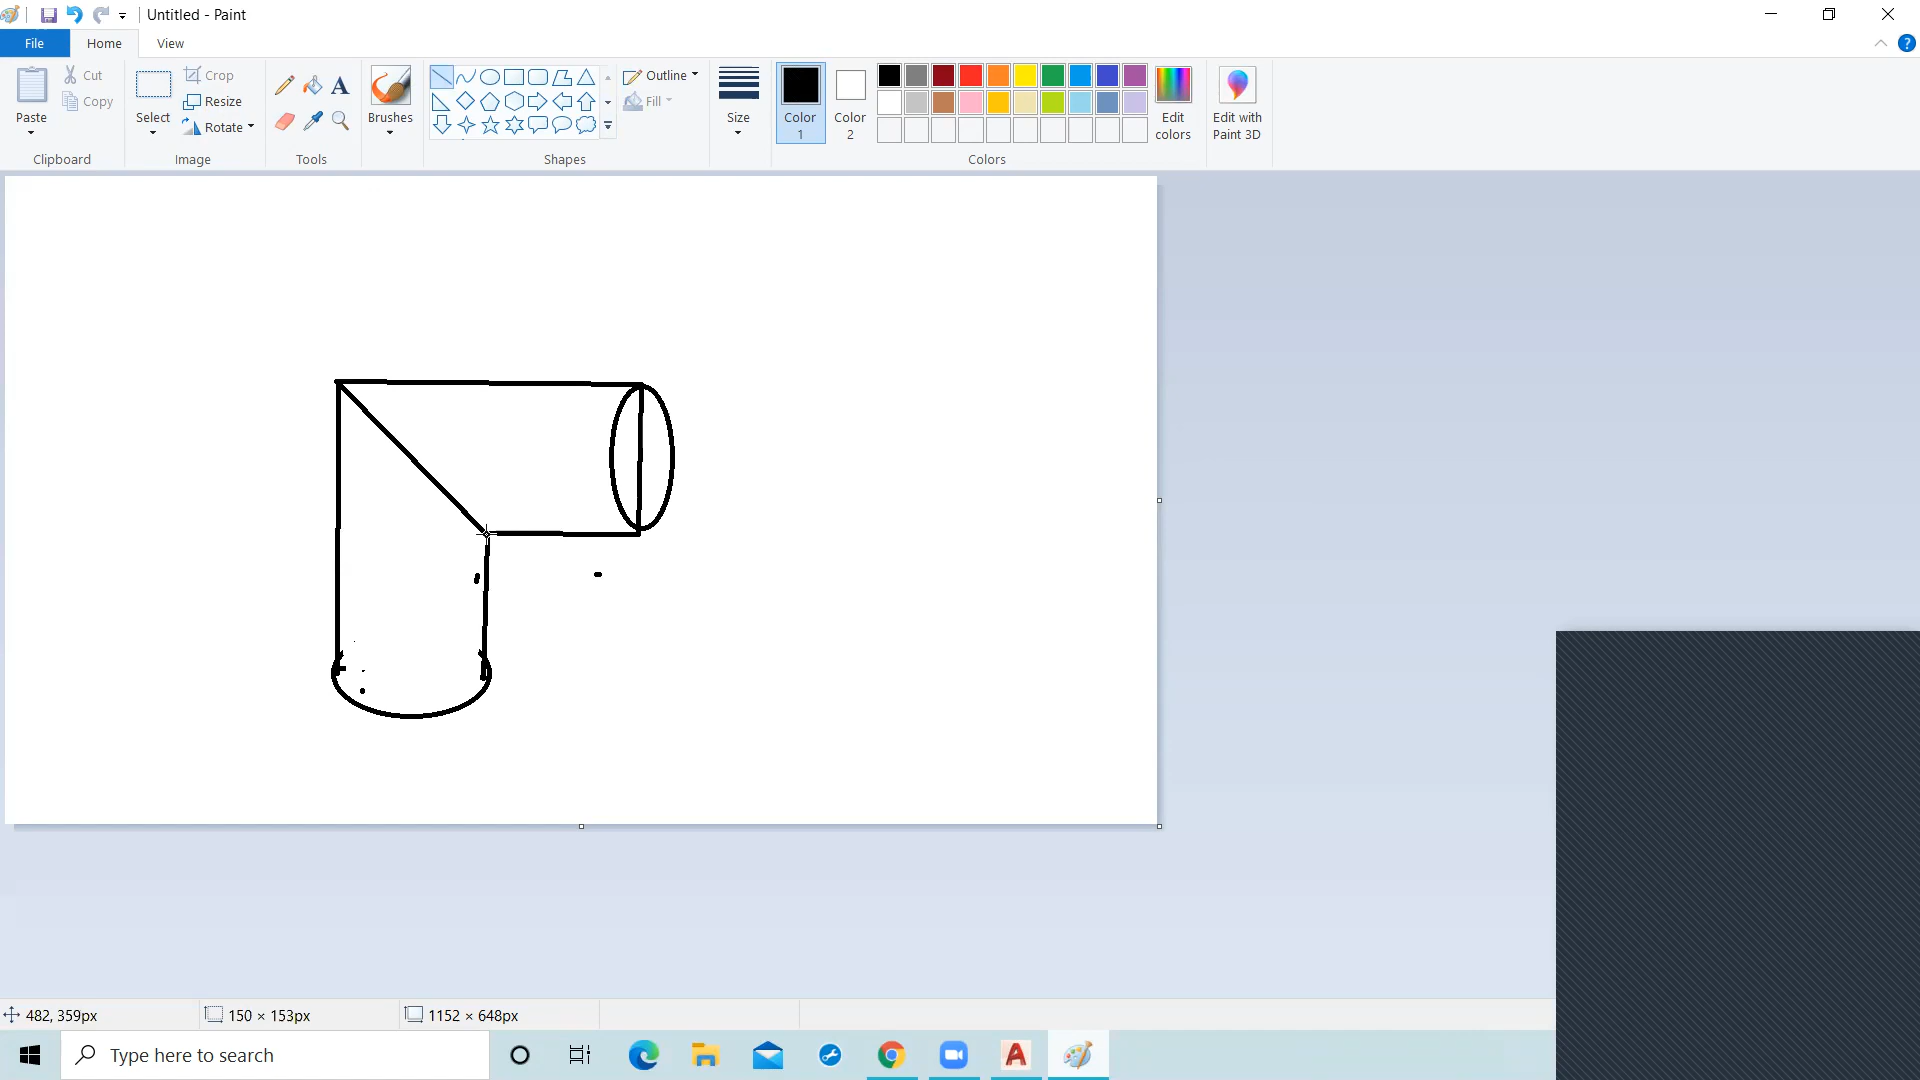 Untitled - Paint
File Home View
Paste
Cut
Copy
Clipboard
Select
Crop
Resize
Rotate
Image
A
Tools
Brushes
Outline
Fill
Shapes
Size
Color 1
Color 2
Edit colors
Colors
Edit with Paint 3D
?
482, 359px 150 × 153px 1152 × 648px
Type here to search